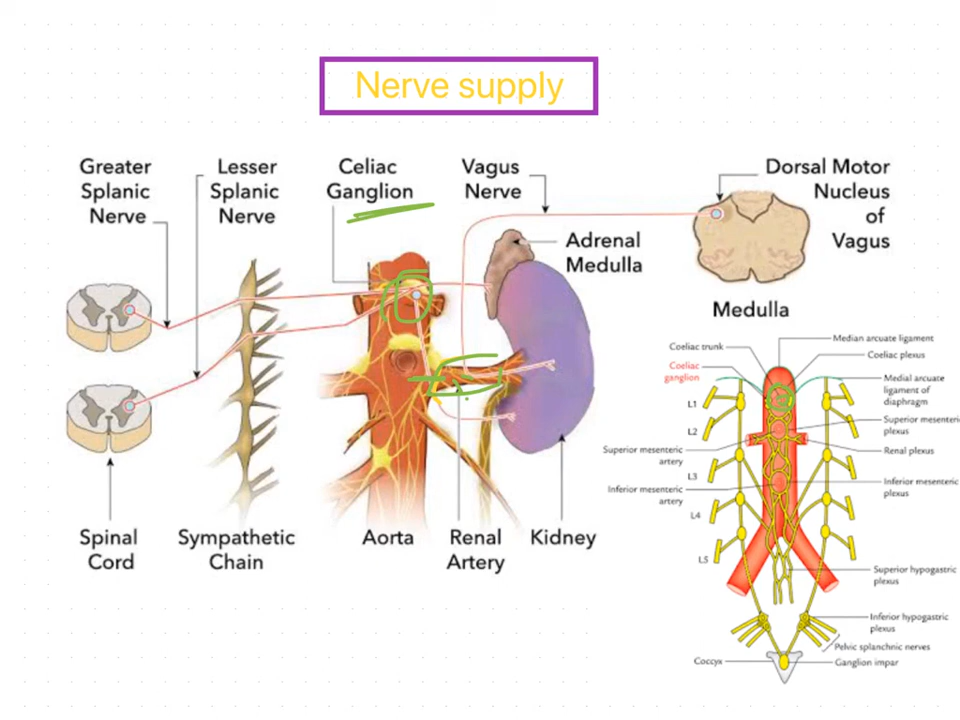 Nerve supply
Greater
Splanic
Nerve
Lesser
Splanic
Nerve
Celiac
Ganglion
Vagus
Nerve
Dorsal Motor
Nucleus
of
Vagus
Adrenal
Medulla
Medulla
Spinal
Cord
Sympathetic
Chain
Aorta
Renal
Artery
Kidney
Median arcuate ligament
Coeliac trunk
Coeliac plexus
Coeliac
ganglion
Medial arcuate
ligament of
diaphragm
L1
L2
Superior mesenteric
plexus
Superior mesenteric
artery
Renal plexus
L3
Inferior mesenteric
artery
Inferior mesenteric
plexus
L4
L5
Superior hypogastric
plexus
Inferior hypogastric
plexus
Pelvic splanchnic nerves
Coccyx
Ganglion impar